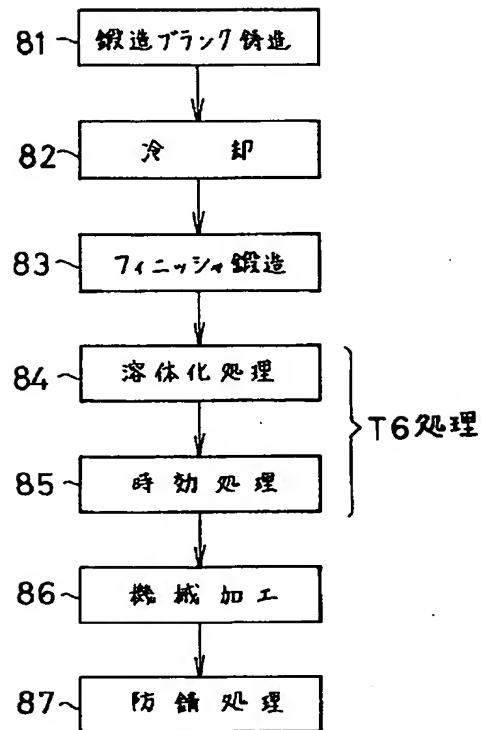 81 鍛造ブランク鋳造
82 冷却
83 フィニッシャ鍛造
84 溶体化処理
T6処理
85 時効処理
86 機械加工
87 防錆処理